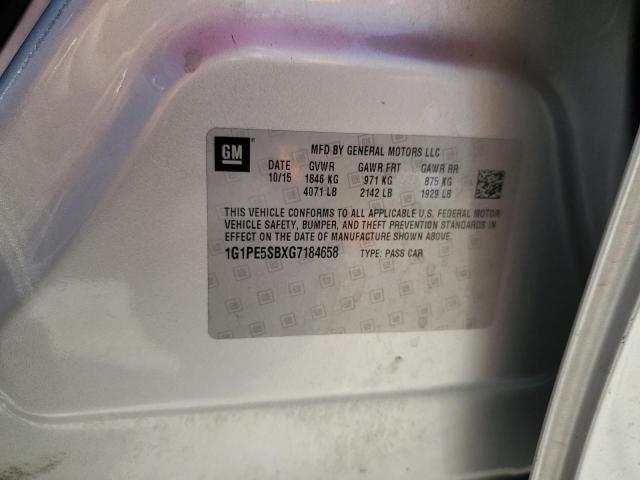 GM ®
MFD BY GENERAL MOTORS LLC
DATE GVWR GAWR FRT GAWR RR
10/15 1846 KG 971 KG 875 KG
4071 LB 2142 LB 1929 LB
THIS VEHICLE CONFORMS TO ALL APPLICABLE U.S. FEDERAL MOTOR
VEHICLE SAFETY, BUMPER, AND THEFT PREVENTION STANDARDS IN
EFFECT ON THE DATE OF MANUFACTURE SHOWN ABOVE.
1G1PE5SBXG7184658 TYPE: PASS CAR